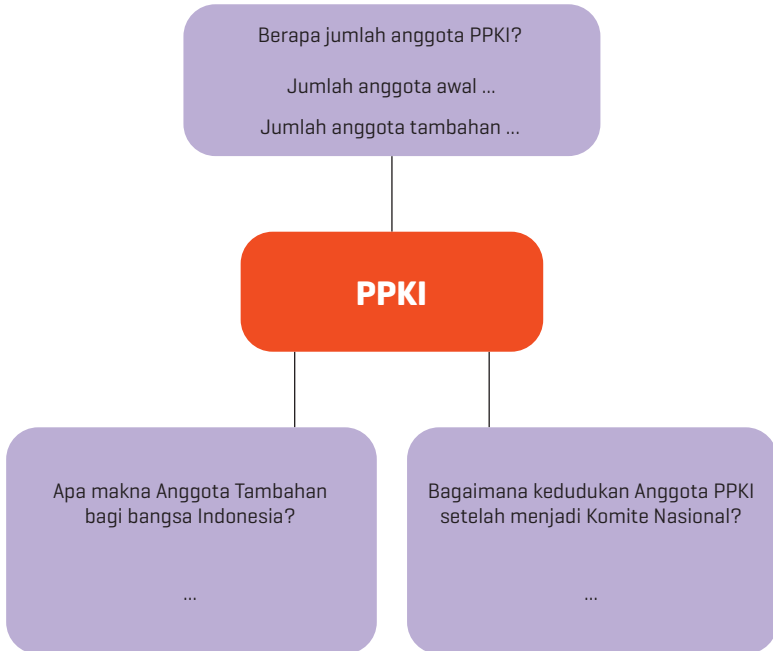 Berapa jumlah anggota PPKI?
Jumlah anggota awal ...
Jumlah anggota tambahan ...
PPKI
Apa makna Anggota Tambahan
bagi bangsa Indonesia?
...
Bagaimana kedudukan Anggota PPKI
setelah menjadi Komite Nasional?
...